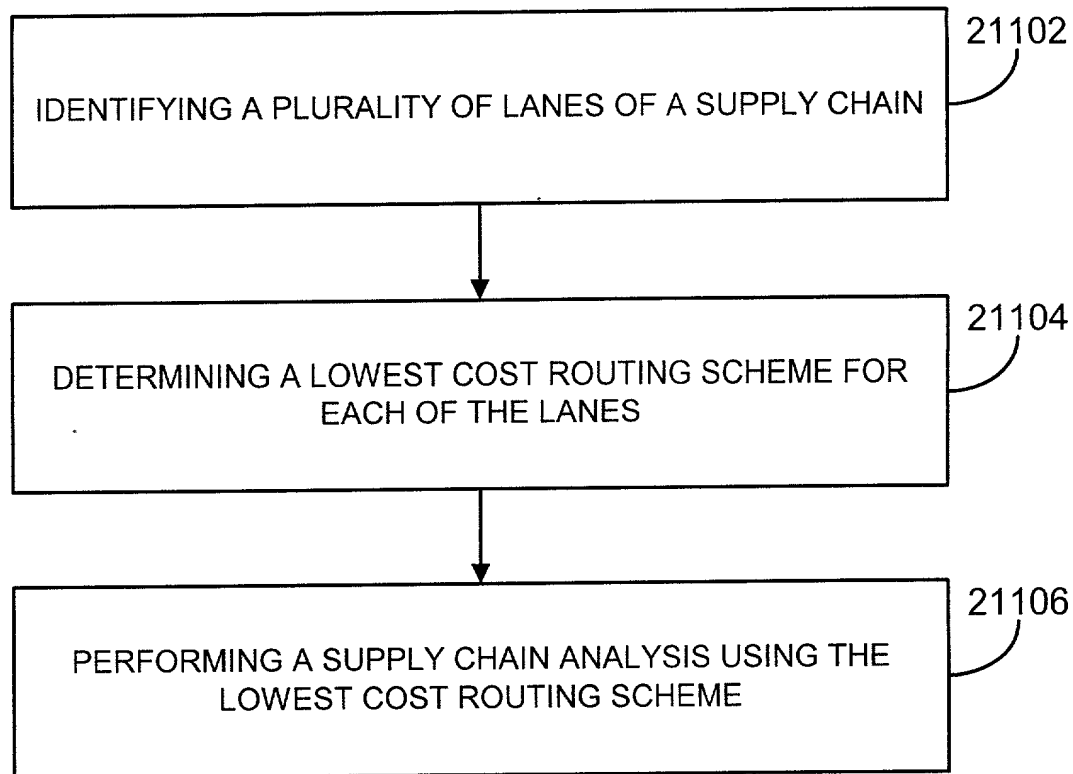 21102
IDENTIFYING A PLURALITY OF LANES OF A SUPPLY CHAIN
21104
DETERMINING A LOWEST COST ROUTING SCHEME FOR
EACH OF THE LANES
21106
PERFORMING A SUPPLY CHAIN ANALYSIS USING THE
LOWEST COST ROUTING SCHEME